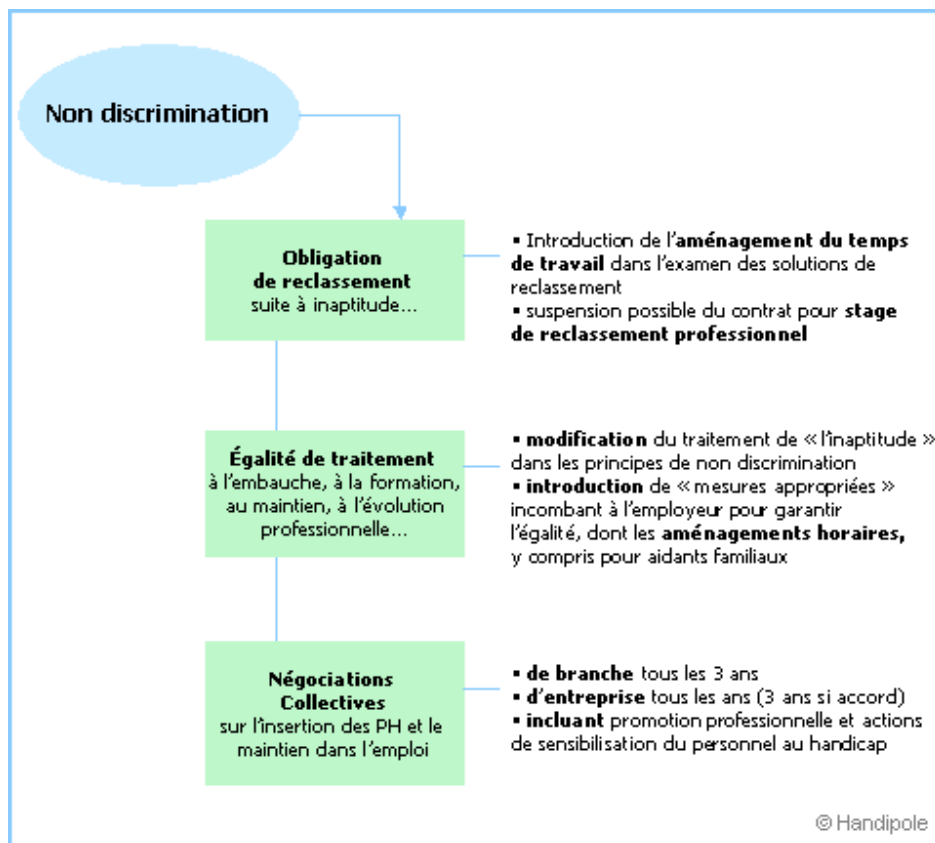 Non discrimination
Obligation
de reclassement
suite à inaptitude...
▪ Introduction de l'aménagement du temps
de travail dans l'examen des solutions de
reclassement
▪ suspension possible du contrat pour stage
de reclassement professionnel
Égalité de traitement
à l'embauche, à la formation,
au maintien, à l'évolution
professionnelle...
▪ modification du traitement de « l'inaptitude »
dans les principes de non discrimination
▪ introduction de « mesures appropriées »
incombant à l'employeur pour garantir
l'égalité, dont les aménagements horaires,
y compris pour aidants familiaux
Négociations
Collectives
sur l'insertion des PH et le
maintien dans l'emploi
▪ de branche tous les 3 ans
▪ d'entreprise tous les ans (3 ans si accord)
▪ incluant promotion professionnelle et actions
de sensibilisation du personnel au handicap
© Handipole